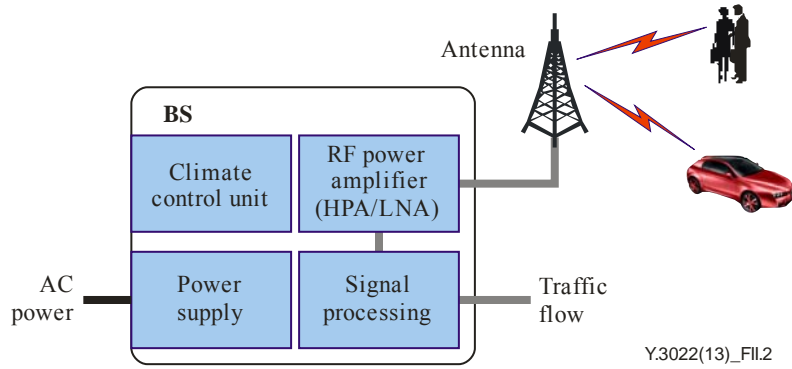 Antenna
BS
Climate
control unit
RF power
amplifier
(HPA/LNA)
AC
power
Power
supply
Signal
processing
Traffic
flow
Y.3022(13)_FII.2